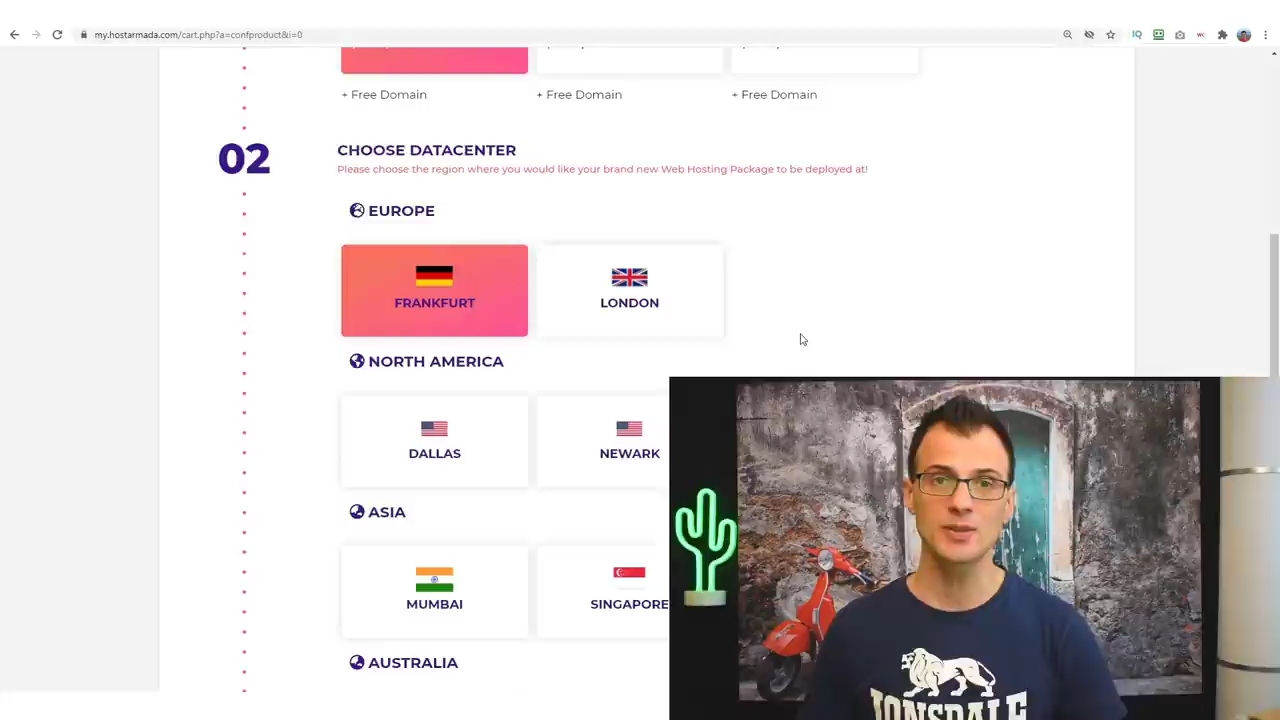 my.hostarmada.com/cart.php?a=confproduct&i=0
+ Free Domain
+ Free Domain
+ Free Domain
02
CHOOSE DATACENTER
Please choose the region where you would like your brand new Web Hosting Package to be deployed at!
EUROPE
FRANKFURT
LONDON
NORTH AMERICA
DALLAS
NEWARK
ASIA
MUMBAI
SINGAPORE
AUSTRALIA
LONSDALE